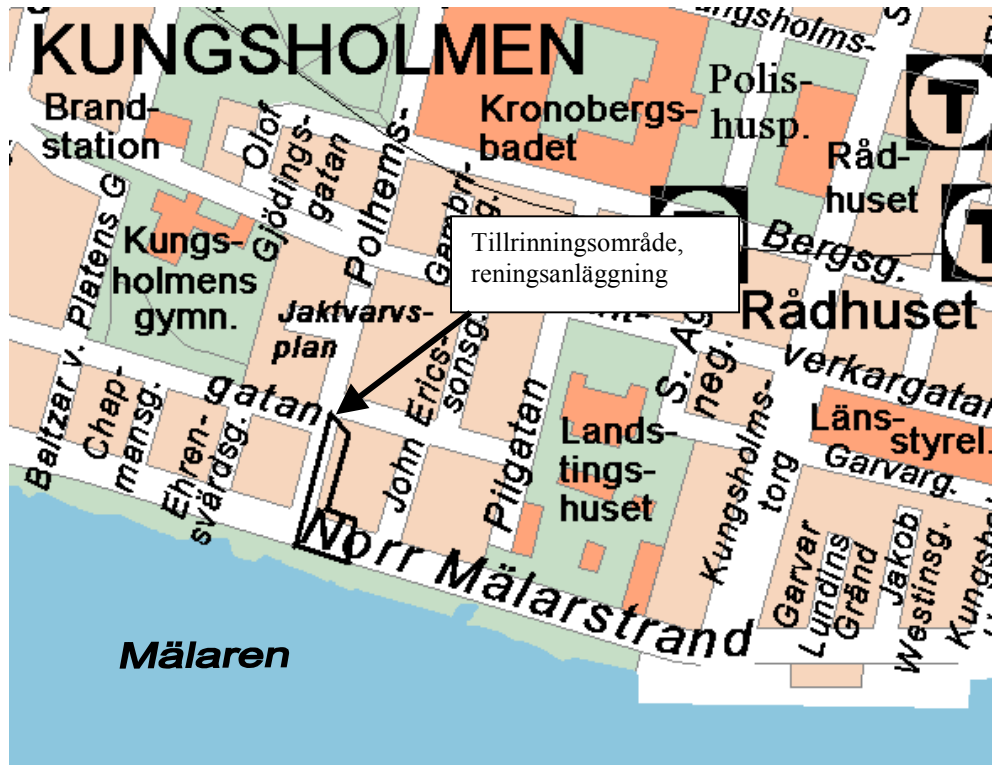 KUNGSHOLMEN
ungsholms-
Brand-
station
Olof
Gjödings-
gatan
Polhems-
Kronobergs-
badet
Polis-
husp.
T
Råd-
huset
T
T
Kungs-
holmens
gymn.
Baltzar v. Platens G
Jaktvarvs-
plan
Tillrinningsområde,
reningsanläggning
Bergsg.
Rådhuset
S. Ag
neg.
verkargatan
gatan
Chap-
mansg.
Ehren-
svärdsg.
John Erics-
sonsg.
Pilgatan
Lands-
tings-
huset
Kungsholms-
torg
Läns-
styrel.
Garvarg.
Garvar
Lundins
Gränd
Jakob
Westinsg.
Kungsho
Norr Mälarstrand
Mälaren